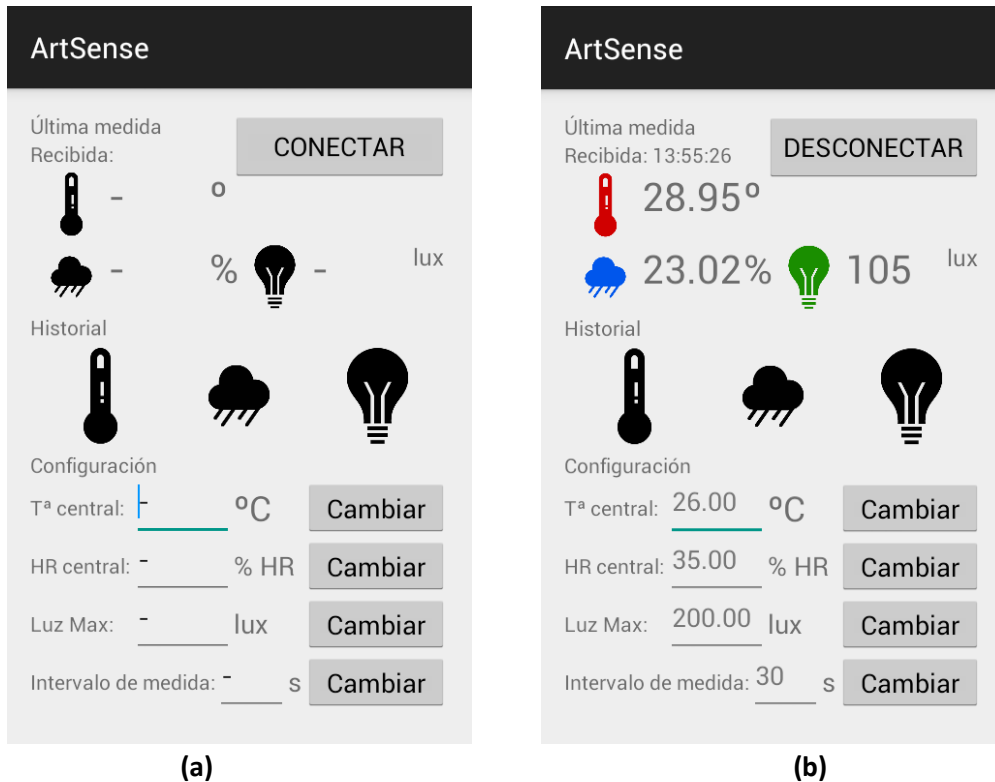 ArtSense
Última medida
Recibida:
CONECTAR
- º
- % - lux
Historial
Configuración
Tª central: - ºC Cambiar
HR central: - % HR Cambiar
Luz Max: - lux Cambiar
Intervalo de medida: - s Cambiar
(a)
ArtSense
Última medida
Recibida: 13:55:26
DESCONECTAR
28.95º
23.02% 105 lux
Historial
Configuración
Tª central: 26.00 ºC Cambiar
HR central: 35.00 % HR Cambiar
Luz Max: 200.00 lux Cambiar
Intervalo de medida: 30 s Cambiar
(b)